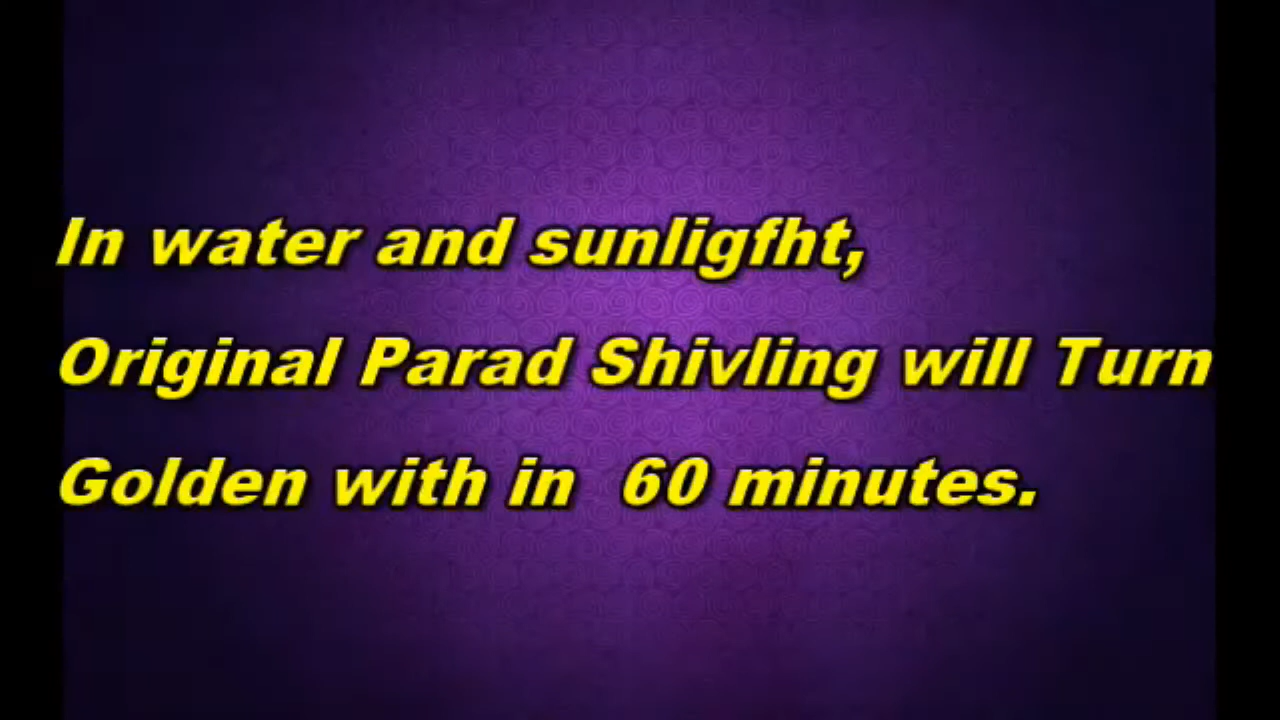 In water and sunligfht,
Original Parad Shivling will Turn
Golden with in  60 minutes.